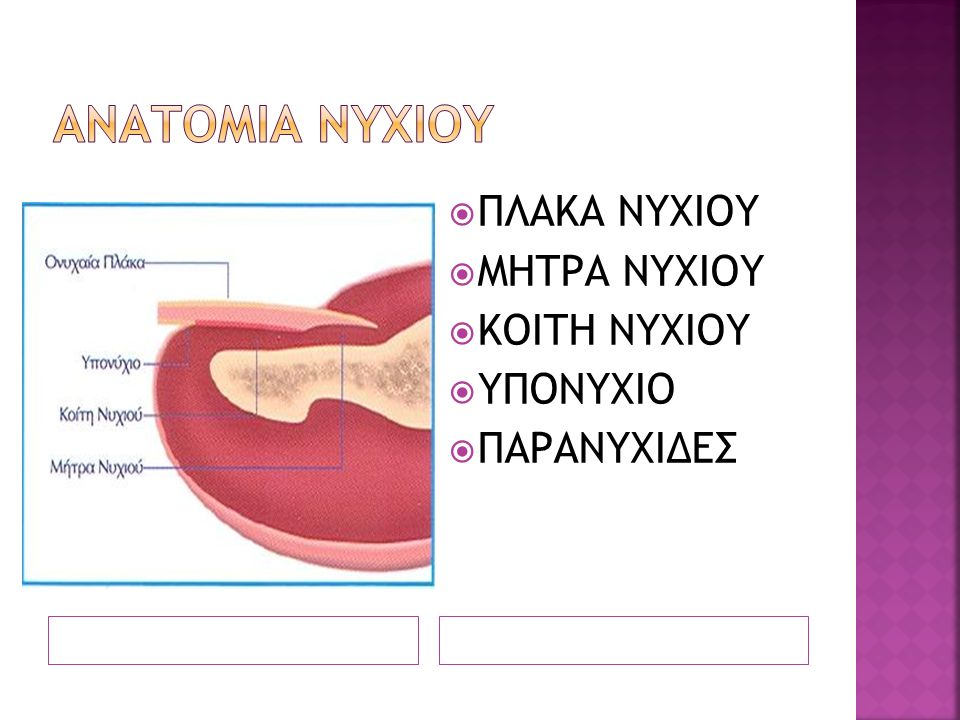 ΑΝΑΤΟΜΙΑ ΝΥΧΙΟΥ
Ονυχαία Πλάκα
Υπονύχιο
Κοίτη Νυχιού
Μήτρα Νυχιού
ΠΛΑΚΑ ΝΥΧΙΟΥ
ΜΗΤΡΑ ΝΥΧΙΟΥ
ΚΟΙΤΗ ΝΥΧΙΟΥ
ΥΠΟΝΥΧΙΟ
ΠΑΡΑΝΥΧΙΔΕΣ